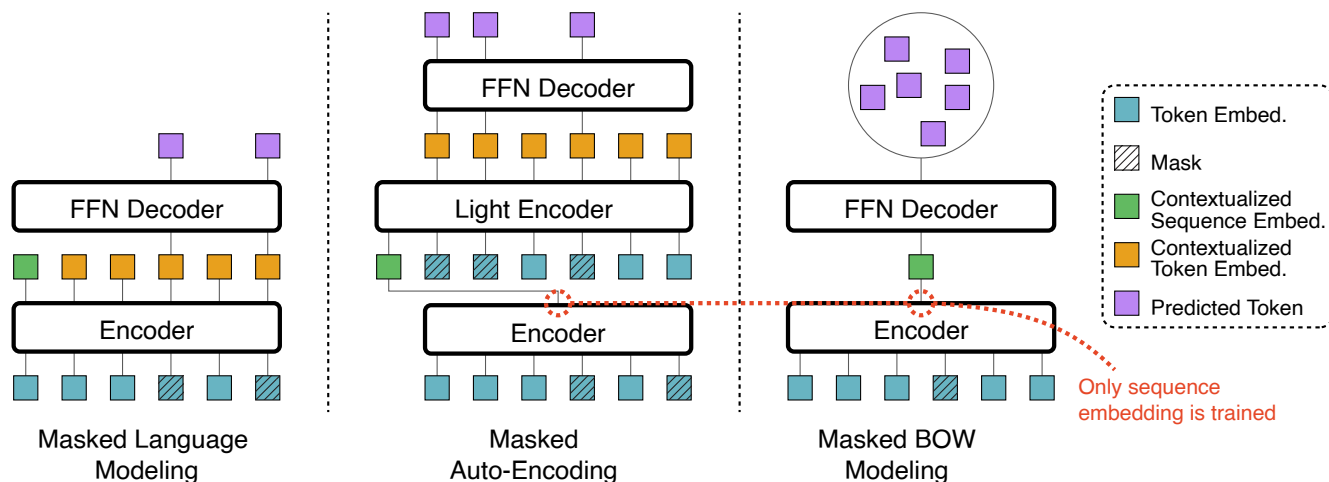 FFN Decoder
Encoder
Masked Language
Modeling
FFN Decoder
Light Encoder
Encoder
Masked
Auto-Encoding
FFN Decoder
Encoder
Masked BOW
Modeling
Only sequence
embedding is trained
Token Embed.
Mask
Contextualized
Sequence Embed.
Contextualized
Token Embed.
Predicted Token